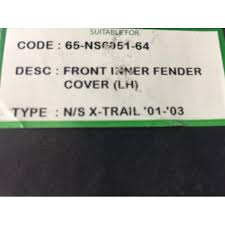 SUITABLE FOR
CODE : 65-NS6051-64
DESC : FRONT INNER FENDER
COVER (LH)
TYPE : N/S X-TRAIL '01-'03